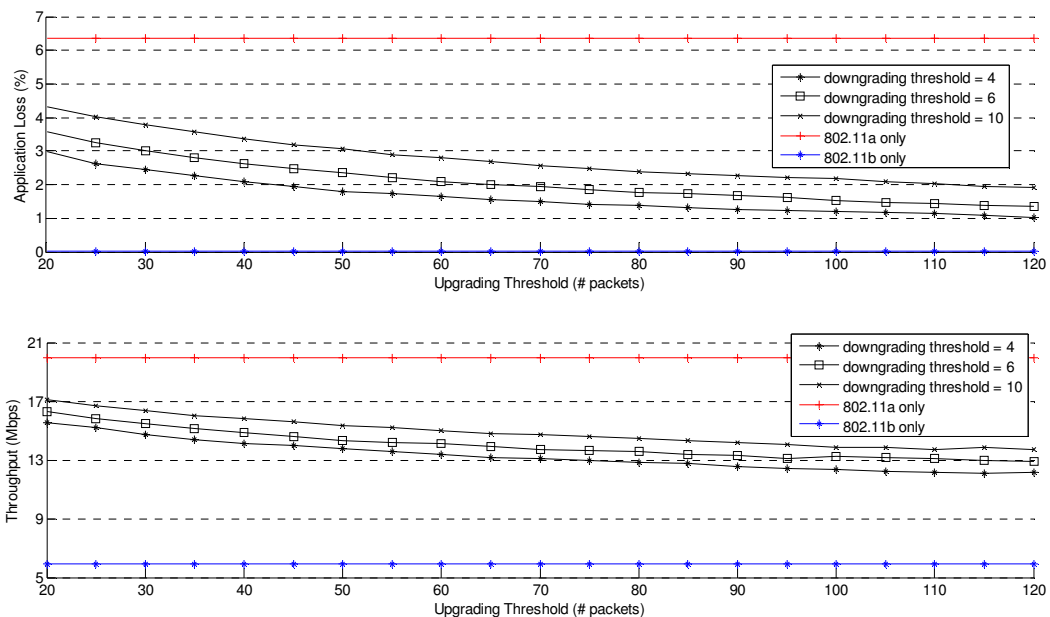 7
6
5
4
3
2
1
0
Application Loss (%)
downgrading threshold = 4
downgrading threshold = 6
downgrading threshold = 10
802.11a only
802.11b only
20 30 40 50 60 70 80 90 100 110 120
Upgrading Threshold (# packets)
21
17
13
9
5
Throughput (Mbps)
downgrading threshold = 4
downgrading threshold = 6
downgrading threshold = 10
802.11a only
802.11b only
20 30 40 50 60 70 80 90 100 110 120
Upgrading Threshold (# packets)